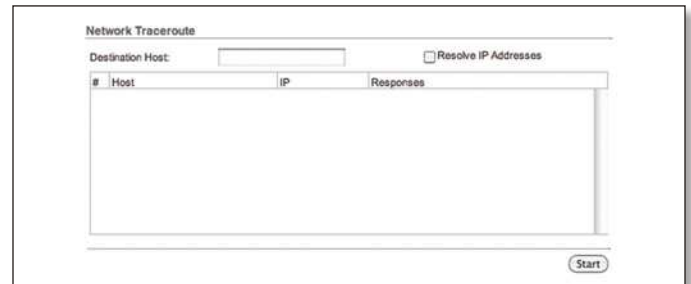 Network Traceroute
Destination Host: Resolve IP Addresses
# Host IP Responses
Start